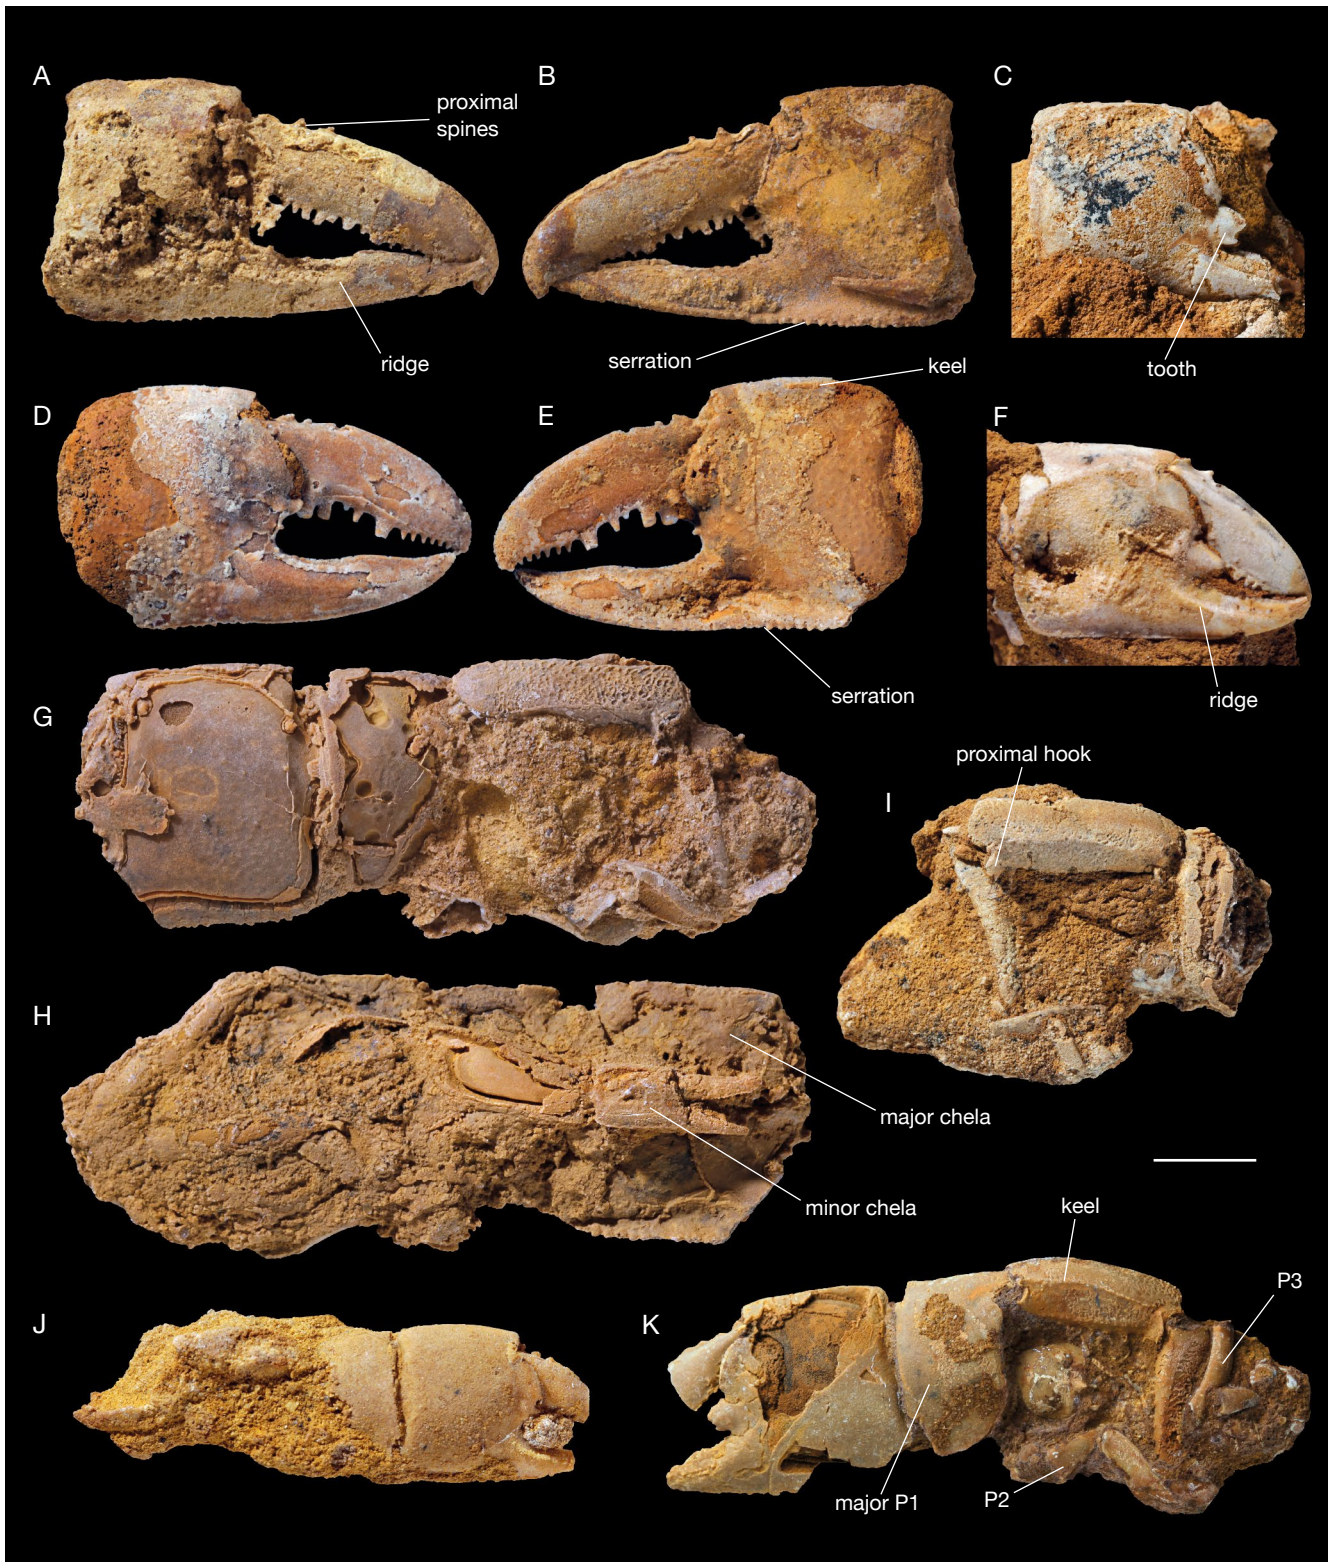 A
B
C
proximal
spines
ridge
serration
tooth
keel
D
E
F
serration
ridge
G
proximal hook
I
H
major chela
minor chela
keel
P3
J
K
major P1
P2